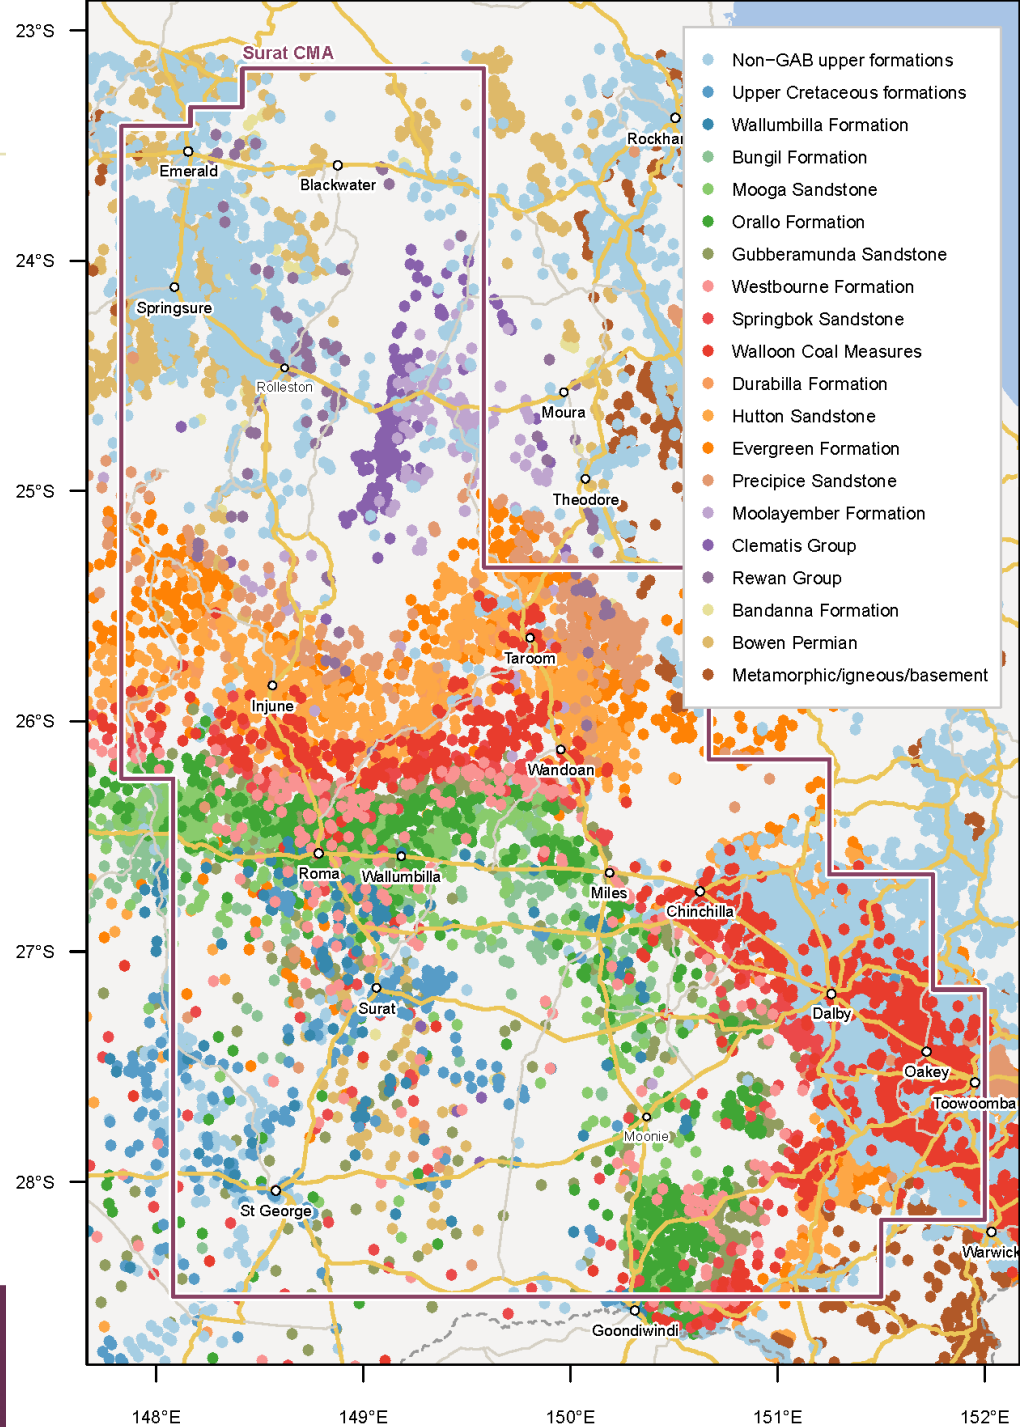 23°S
24°S
25°S
26°S
27°S
28°S
148°E
149°E
150°E
151°E
152°E
Surat CMA
Emerald
Blackwater
Springsure
Rolleston
Moura
Theodore
Taroom
Injune
Wandoan
Roma
Wallumbilla
Miles
Chinchilla
Surat
Dalby
Oakey
Toowoomba
Moonie
St George
Warwick
Goondiwindi
Non–GAB upper formations
Upper Cretaceous formations
Wallumbilla Formation
Bungil Formation
Mooga Sandstone
Orallo Formation
Gubberamunda Sandstone
Westbourne Formation
Springbok Sandstone
Walloon Coal Measures
Durabilla Formation
Hutton Sandstone
Evergreen Formation
Precipice Sandstone
Moolayember Formation
Clematis Group
Rewan Group
Bandanna Formation
Bowen Permian
Metamorphic/igneous/basement